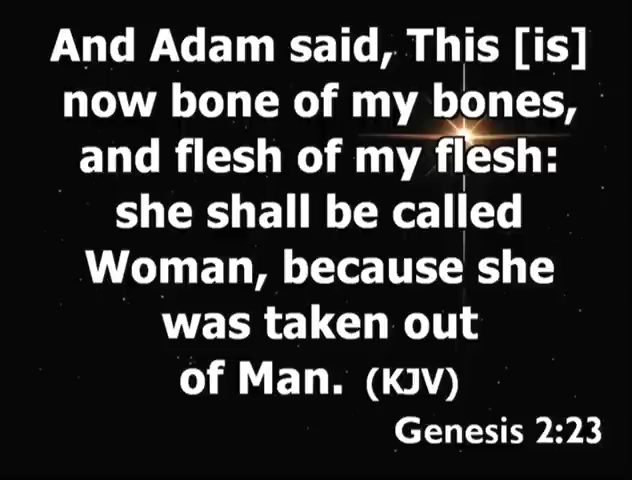 And Adam said, This [is]
now bone of my bones,
and flesh of my flesh:
she shall be called
Woman, because she
was taken out
of Man. (KJV)
Genesis 2:23